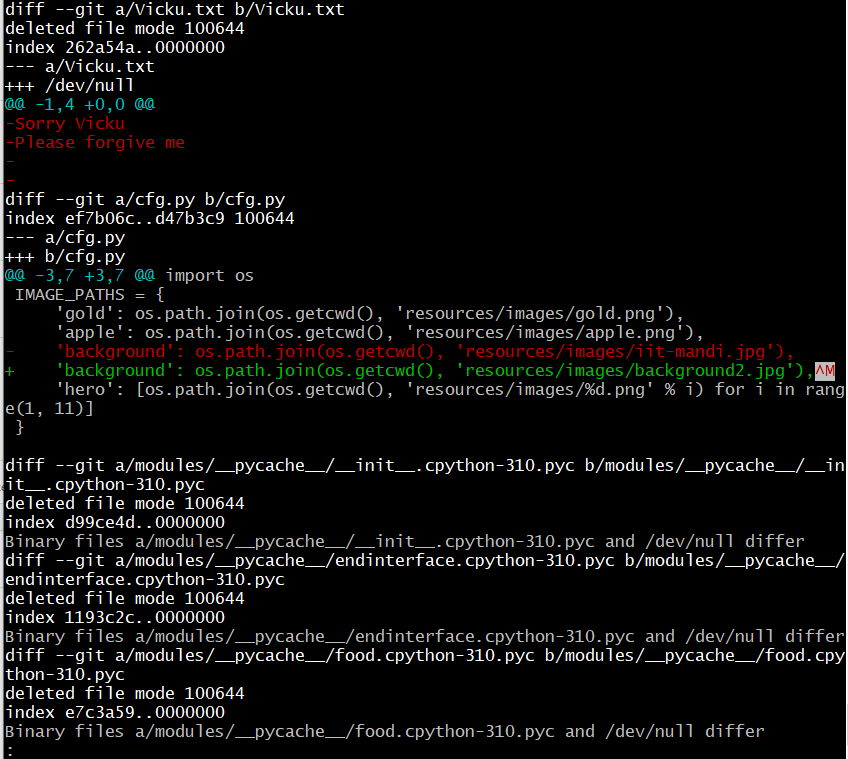 diff --git a/Vicku.txt b/Vicku.txt
deleted file mode 100644
index 262a54a..0000000
--- a/Vicku.txt
+++ /dev/null
@@ -1,4 +0,0 @@
-Sorry Vicku
-Please forgive me
-
-
diff --git a/cfg.py b/cfg.py
index ef7b06c..d47b3c9 100644
--- a/cfg.py
+++ b/cfg.py
@@ -3,7 +3,7 @@ import os
 IMAGE_PATHS = {
     'gold': os.path.join(os.getcwd(), 'resources/images/gold.png'),
     'apple': os.path.join(os.getcwd(), 'resources/images/apple.png'),
-    'background': os.path.join(os.getcwd(), 'resources/images/iit-mandi.jpg'),
+    'background': os.path.join(os.getcwd(), 'resources/images/background2.jpg'),^M
     'hero': [os.path.join(os.getcwd(), 'resources/images/%d.png' % i) for i in rang
e(1, 11)]
 }
diff --git a/modules/__pycache__/__init__.cpython-310.pyc b/modules/__pycache__/__in
it__.cpython-310.pyc
deleted file mode 100644
index d99ce4d..0000000
Binary files a/modules/__pycache__/__init__.cpython-310.pyc and /dev/null differ
diff --git a/modules/__pycache__/endinterface.cpython-310.pyc b/modules/__pycache__/
endinterface.cpython-310.pyc
deleted file mode 100644
index 1193c2c..0000000
Binary files a/modules/__pycache__/endinterface.cpython-310.pyc and /dev/null differ
diff --git a/modules/__pycache__/food.cpython-310.pyc b/modules/__pycache__/food.cpy
thon-310.pyc
deleted file mode 100644
index e7c3a59..0000000
Binary files a/modules/__pycache__/food.cpython-310.pyc and /dev/null differ
: